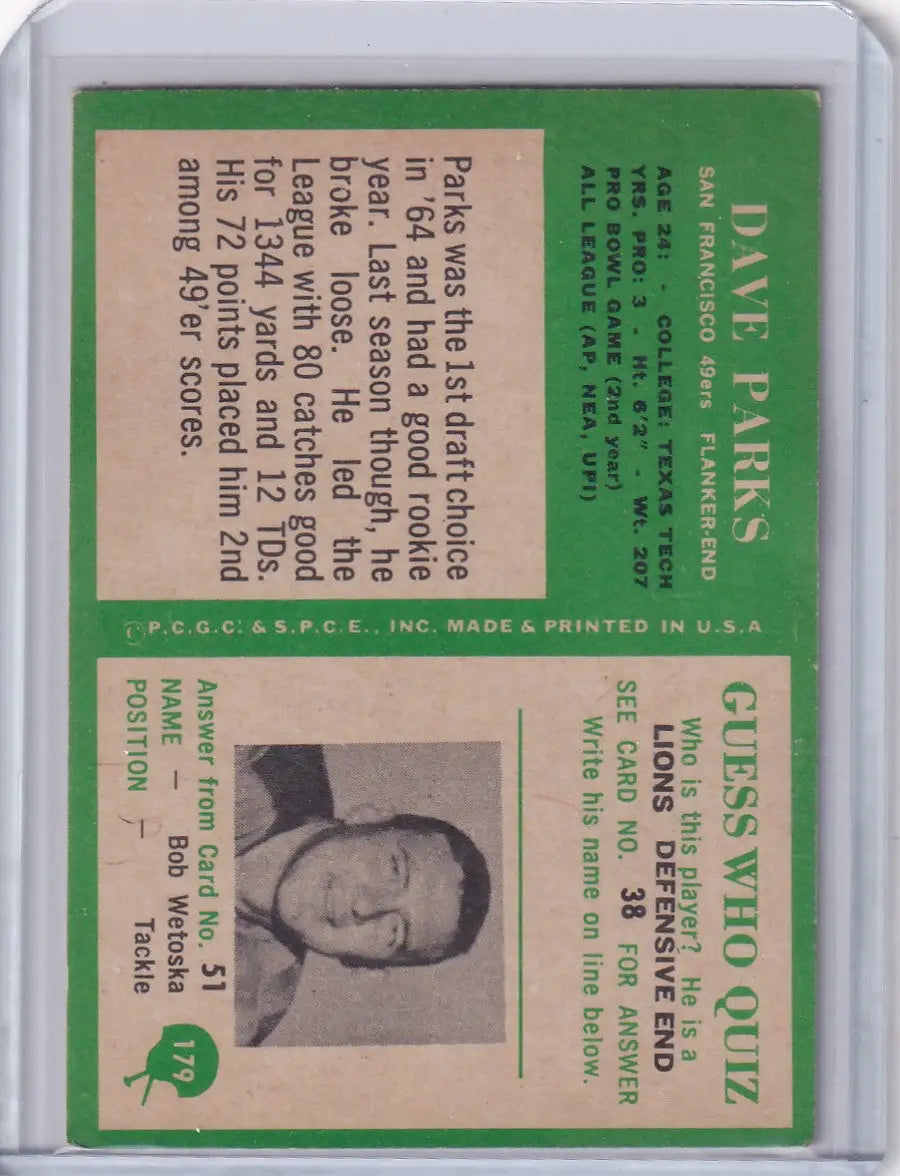 DAVE PARKS
SAN FRANCISCO 49ers FLANKER-END
AGE 24: - COLLEGE: TEXAS TECH
YRS. PRO: 3 - Ht. 6'2" - Wt. 207
PRO BOWL GAME (2nd year)
ALL LEAGUE (AP, NEA, UPI)
Parks was the 1st draft choice
in '64 and had a good rookie
year. Last season though, he
broke loose. He led the
League with 80 catches good
for 1344 yards and 12 TDs.
His 72 points placed him 2nd
among 49'er scores.
© P.C.G.C. & S.P.C.E., INC. MADE & PRINTED IN U.S.A
GUESS WHO QUIZ
Who is this player? He is a
LIONS DEFENSIVE END
SEE CARD NO. 38 FOR ANSWER
Write his name on line below.
Answer from Card No. 51
NAME — Bob Wetoska
POSITION — Tackle
179